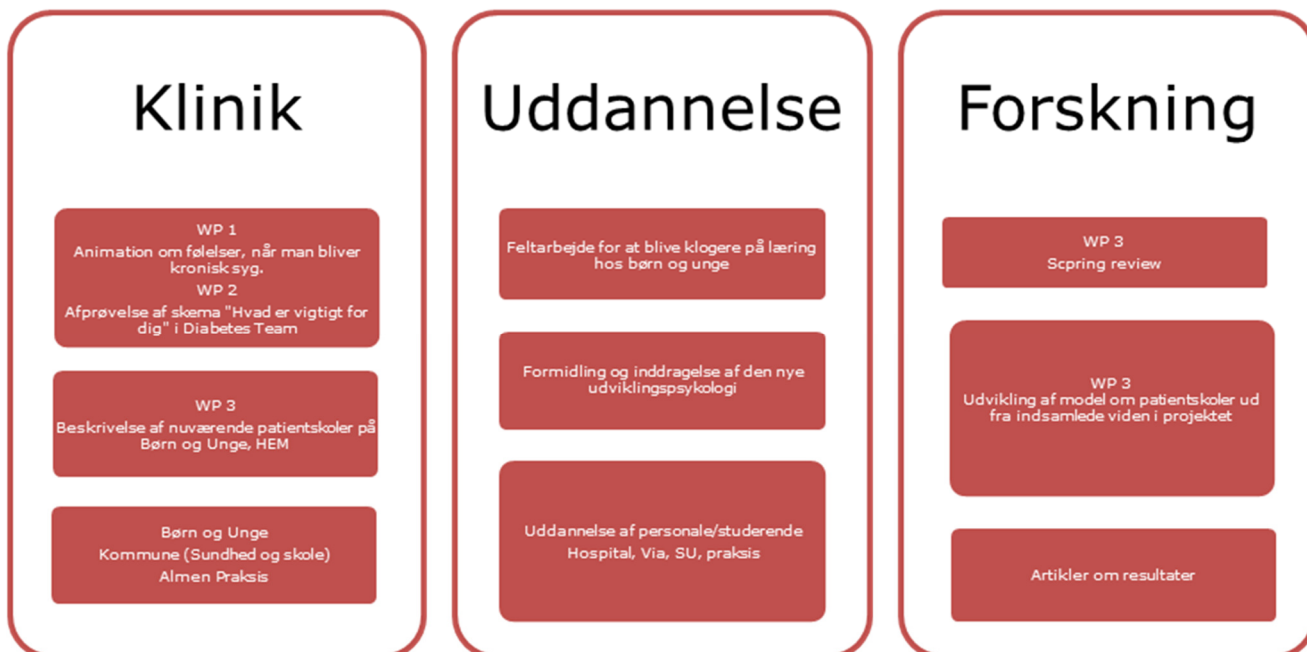 Klinik
WP 1
Animation om følelser, når man bliver
kronisk syg.
WP 2
Afprøvelse af skema "Hvad er vigtigt for
dig" i Diabetes Team
WP 3
Beskrivelse af nuværende patientskoler på
Børn og Unge, HEM
Børn og Unge
Kommune (Sundhed og skole)
Almen Praksis
Uddannelse
Feltarbejde for at blive klogere på læring
hos børn og unge
Formidling og inddragelse af den nye
udviklingspsykologi
Uddannelse af personale/studerende
Hospital, Via, SU, praksis
Forskning
WP 3
Scpring review
WP 3
Udvikling af model om patientskoler ud
fra indsamlede viden i projektet
Artikler om resultater